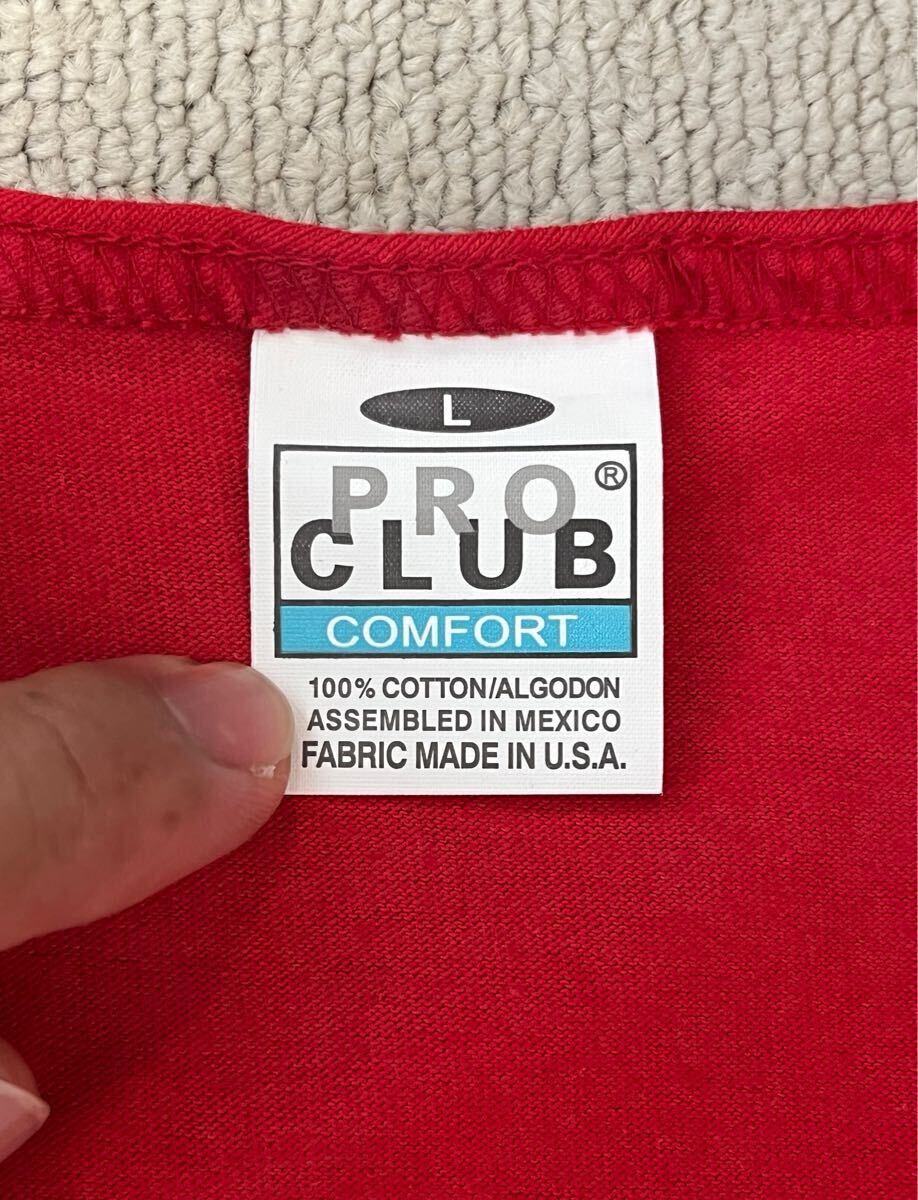 L
PRO®
CLUB
COMFORT
100% COTTON/ALGODON
ASSEMBLED IN MEXICO
FABRIC MADE IN U.S.A.